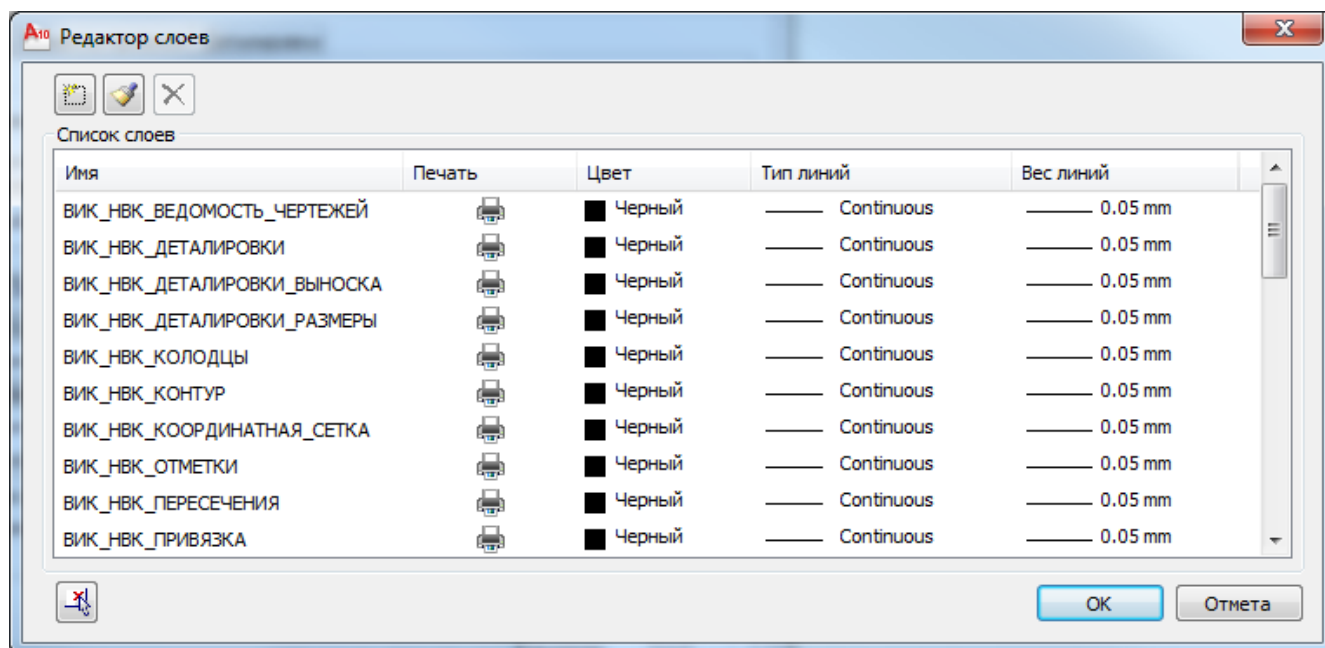 A10 Редактор слоев
Список слоев
Имя Печать Цвет Тип линий Вес линий
ВИК_НВК_ВЕДОМОСТЬ_ЧЕРТЕЖЕЙ Черный Continuous 0.05 mm
ВИК_НВК_ДЕТАЛИРОВКИ Черный Continuous 0.05 mm
ВИК_НВК_ДЕТАЛИРОВКИ_ВЫНОСКА Черный Continuous 0.05 mm
ВИК_НВК_ДЕТАЛИРОВКИ_РАЗМЕРЫ Черный Continuous 0.05 mm
ВИК_НВК_КОЛОДЦЫ Черный Continuous 0.05 mm
ВИК_НВК_КОНТУР Черный Continuous 0.05 mm
ВИК_НВК_КООРДИНАТНАЯ_СЕТКА Черный Continuous 0.05 mm
ВИК_НВК_ОТМЕТКИ Черный Continuous 0.05 mm
ВИК_НВК_ПЕРЕСЕЧЕНИЯ Черный Continuous 0.05 mm
ВИК_НВК_ПРИВЯЗКА Черный Continuous 0.05 mm
ОК Отмета